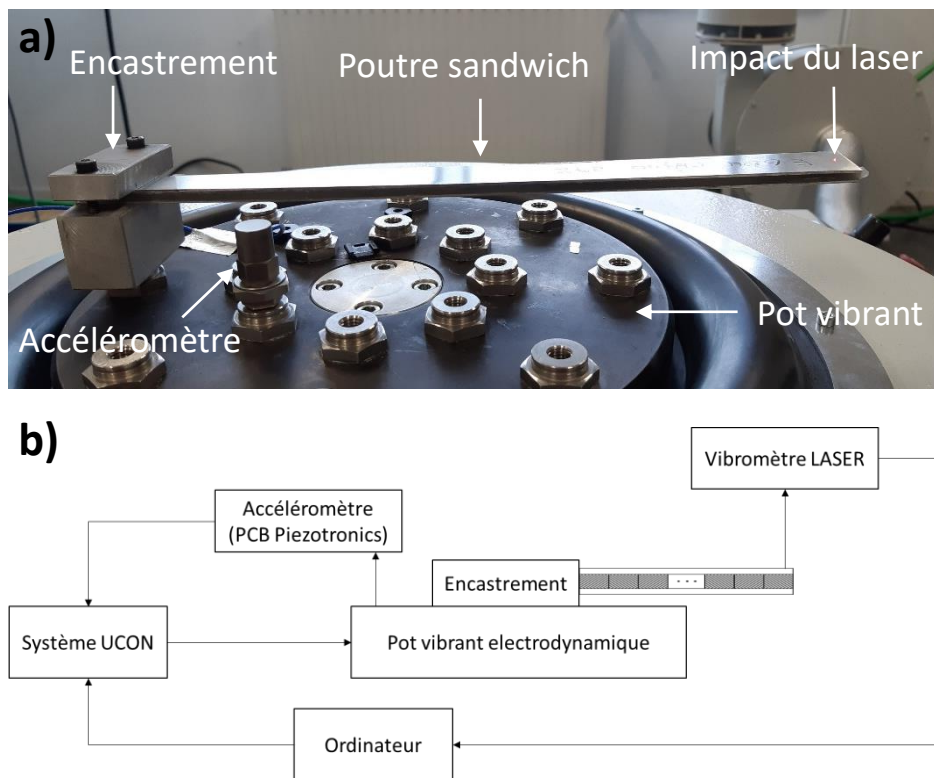 a)
Encastrement
Poutre sandwich
Impact du laser
Accéléromètre
Pot vibrant
b)
Vibromètre LASER
Accéléromètre
(PCB Piezotronics)
Encastrement
Système UCON
Pot vibrant electrodynamique
Ordinateur